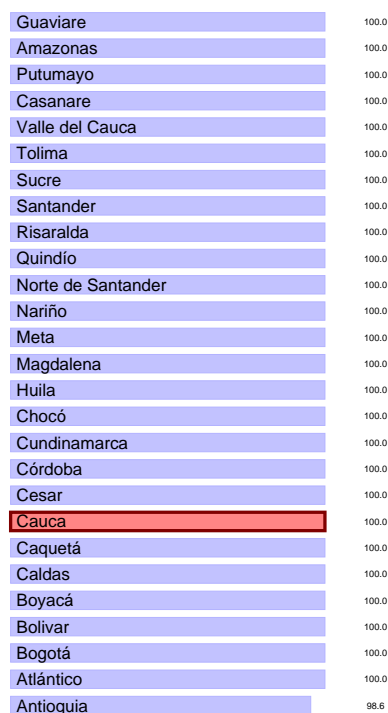 Guaviare 100.0
Amazonas 100.0
Putumayo 100.0
Casanare 100.0
Valle del Cauca 100.0
Tolima 100.0
Sucre 100.0
Santander 100.0
Risaralda 100.0
Quindío 100.0
Norte de Santander 100.0
Nariño 100.0
Meta 100.0
Magdalena 100.0
Huila 100.0
Chocó 100.0
Cundinamarca 100.0
Córdoba 100.0
Cesar 100.0
Cauca 100.0
Caquetá 100.0
Caldas 100.0
Boyacá 100.0
Bolivar 100.0
Bogotá 100.0
Atlántico 100.0
Antioquia 98.6